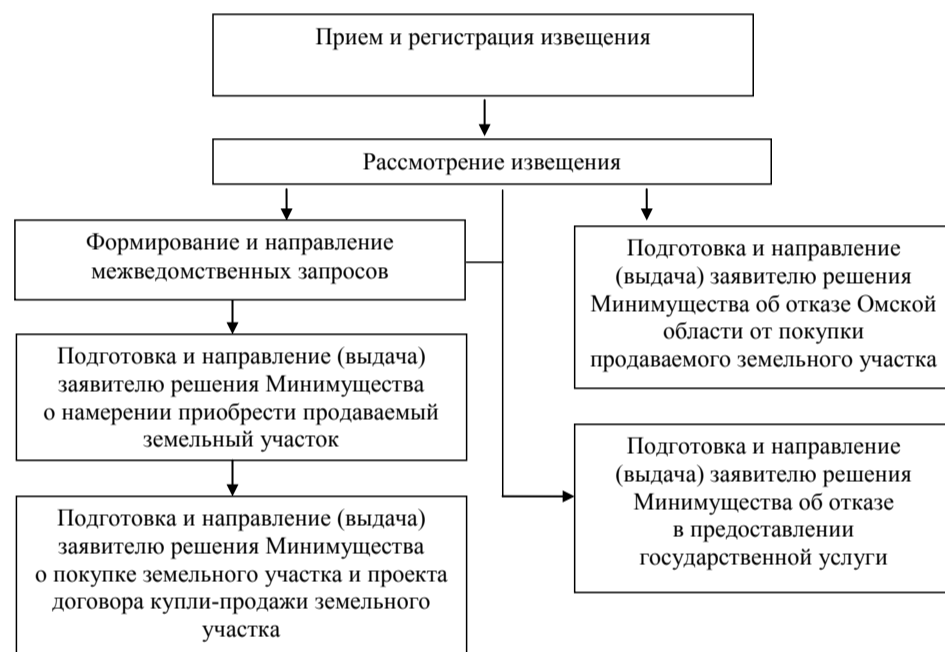 Прием и регистрация извещения
Рассмотрение извещения
Формирование и направление
межведомственных запросов
Подготовка и направление
(выдача) заявителю решения
Минимущества об отказе Омской
области от покупки
продаваемого земельного участка
Подготовка и направление (выдача)
заявителю решения Минимущества
о намерении приобрести продаваемый
земельный участок
Подготовка и направление
(выдача) заявителю решения
Минимущества об отказе
в предоставлении
государственной услуги
Подготовка и направление (выдача)
заявителю решения Минимущества
о покупке земельного участка и проекта
договора купли-продажи земельного
участка